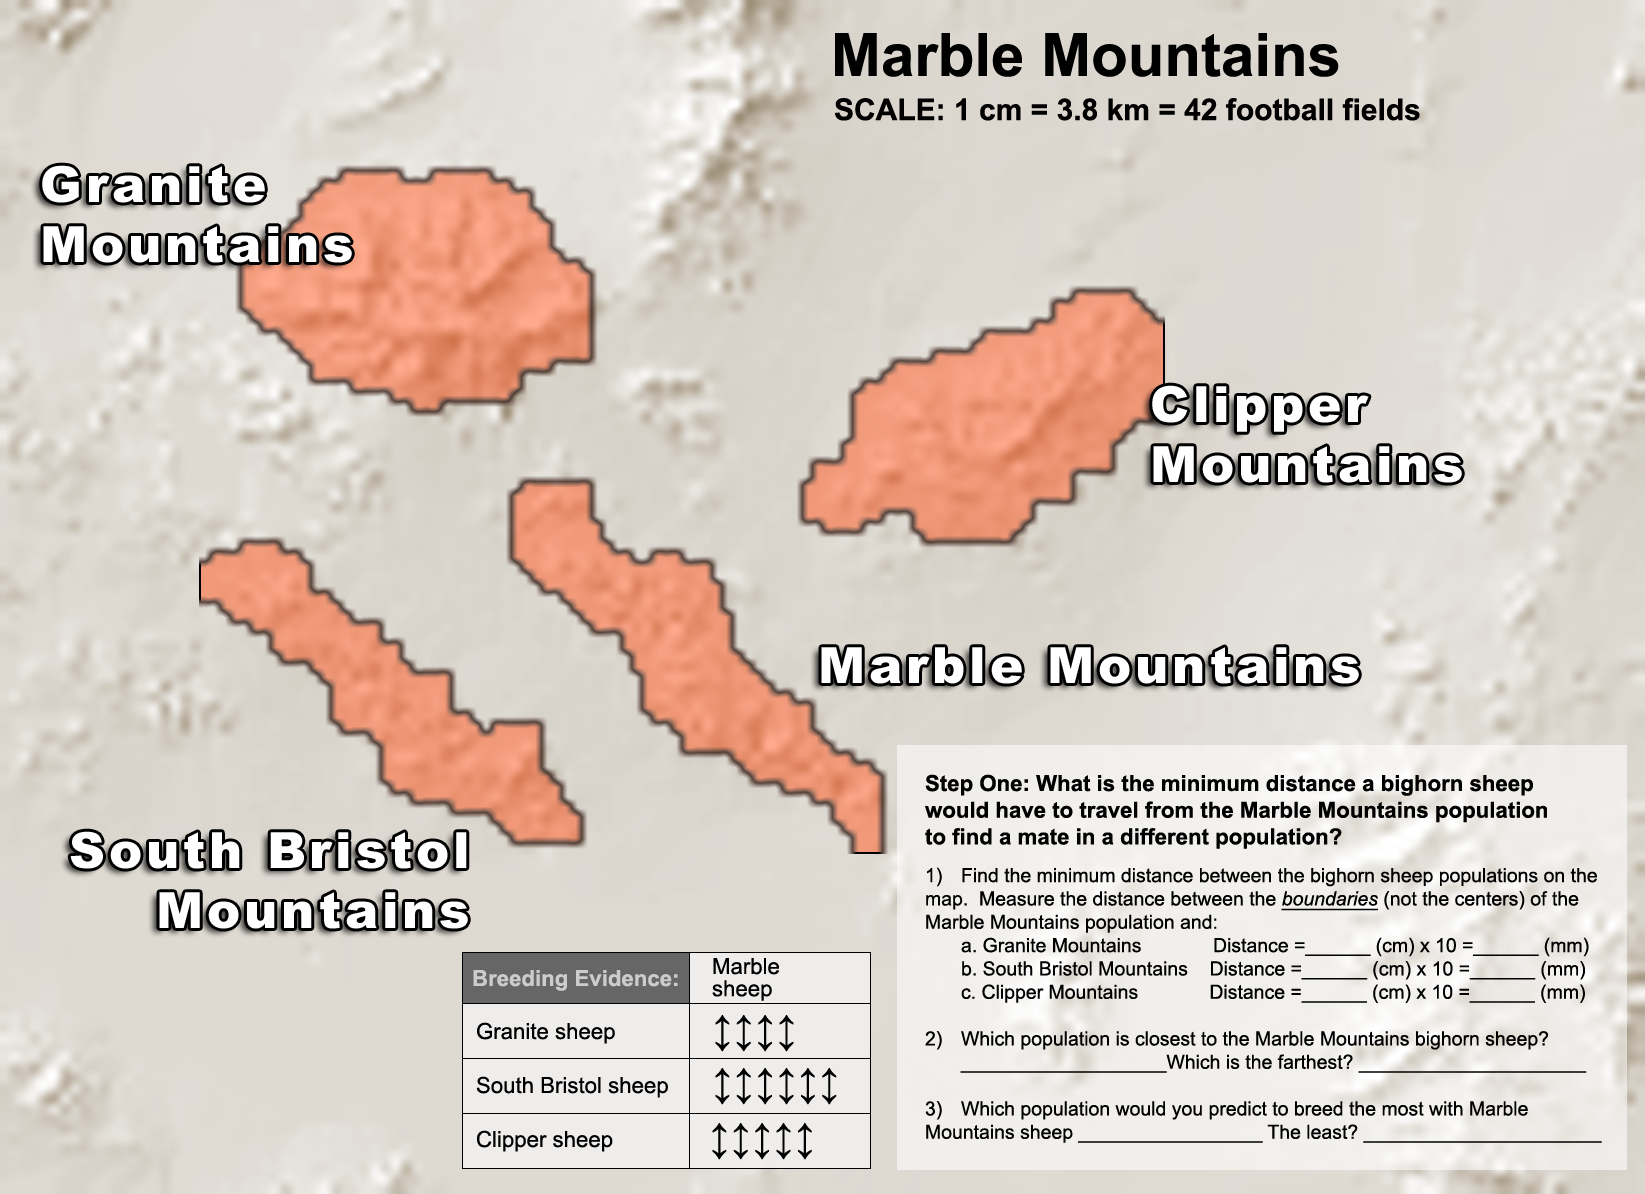 Marble Mountains
SCALE: 1 cm = 3.8 km = 42 football fields
Granite
Mountains
Clipper
Mountains
Marble Mountains
South Bristol
Mountains
Breeding Evidence:
Marble
sheep
Granite sheep ↕↕↕↕
South Bristol sheep ↕↕↕↕↕↕
Clipper sheep ↕↕↕↕↕
Step One: What is the minimum distance a bighorn sheep
would have to travel from the Marble Mountains population
to find a mate in a different population?
1) Find the minimum distance between the bighorn sheep populations on the
map. Measure the distance between the boundaries (not the centers) of the
Marble Mountains population and:
a. Granite Mountains Distance =______ (cm) x 10 =______ (mm)
b. South Bristol Mountains Distance =______ (cm) x 10 =______ (mm)
c. Clipper Mountains Distance =______ (cm) x 10 =______ (mm)
2) Which population is closest to the Marble Mountains bighorn sheep?
___________________Which is the farthest? _____________________
3) Which population would you predict to breed the most with Marble
Mountains sheep _________________ The least? ______________________